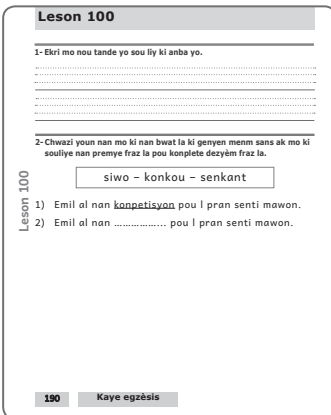 Leson 100
1- Ekri mo nou tande yo sou liy ki anba yo.
2- Chwazi youn nan mo ki nan bwat la ki genyen menm sans ak mo ki
souliye nan premye fraz la pou konplete dezyèm fraz la.
siwo – konkou – senkant
Leson 100
1) Emil al nan konpetisyon pou l pran senti mawon.
2) Emil al nan .................. pou l pran senti mawon.
190 Kaye egzèsis